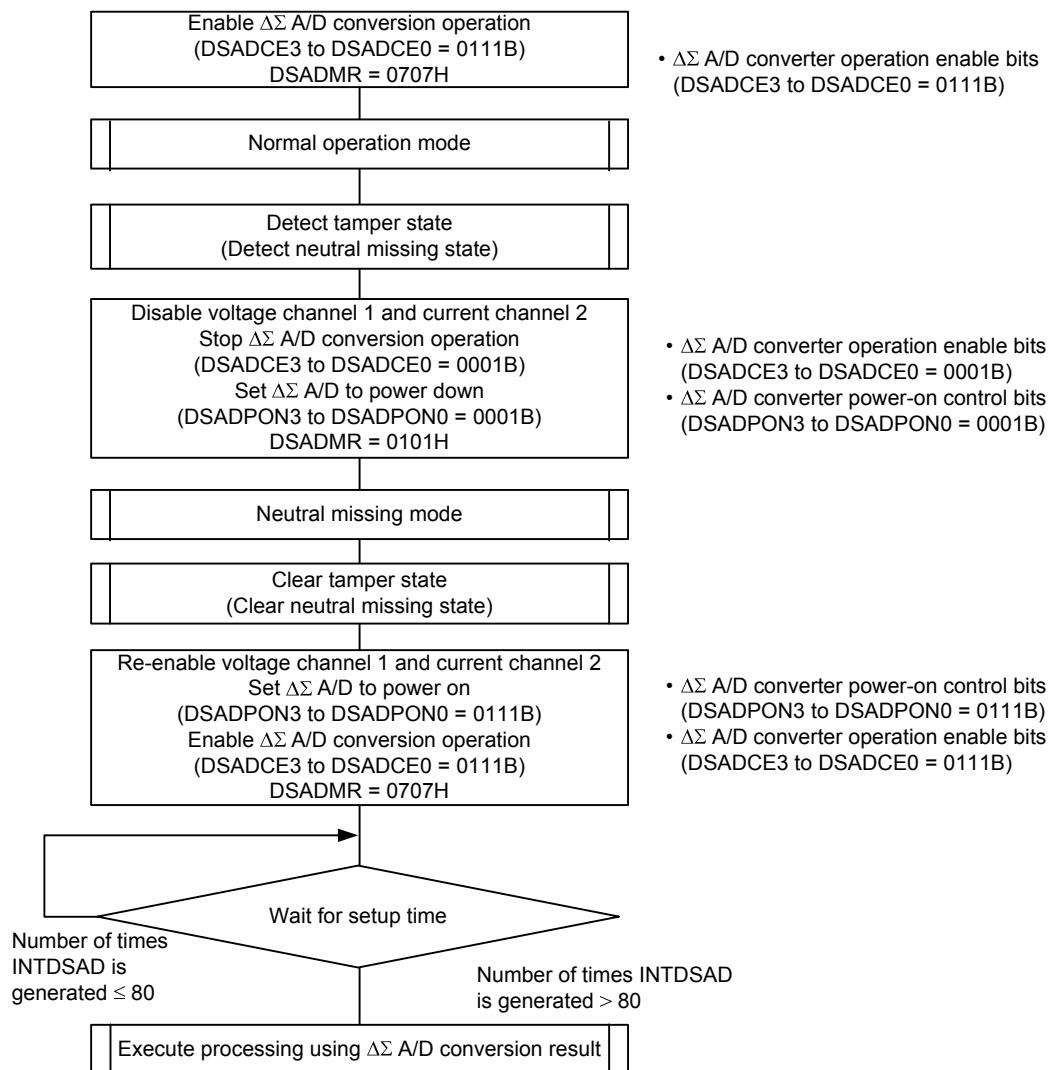 Enable ΔΣ A/D conversion operation
(DSADCE3 to DSADCE0 = 0111B)
DSADMR = 0707H
• ΔΣ A/D converter operation enable bits
(DSADCE3 to DSADCE0 = 0111B)
Normal operation mode
Detect tamper state
(Detect neutral missing state)
Disable voltage channel 1 and current channel 2
Stop ΔΣ A/D conversion operation
(DSADCE3 to DSADCE0 = 0001B)
Set ΔΣ A/D to power down
(DSADPON3 to DSADPON0 = 0001B)
DSADMR = 0101H
• ΔΣ A/D converter operation enable bits
(DSADCE3 to DSADCE0 = 0001B)
• ΔΣ A/D converter power-on control bits
(DSADPON3 to DSADPON0 = 0001B)
Neutral missing mode
Clear tamper state
(Clear neutral missing state)
Re-enable voltage channel 1 and current channel 2
Set ΔΣ A/D to power on
(DSADPON3 to DSADPON0 = 0111B)
Enable ΔΣ A/D conversion operation
(DSADCE3 to DSADCE0 = 0111B)
DSADMR = 0707H
• ΔΣ A/D converter power-on control bits
(DSADPON3 to DSADPON0 = 0111B)
• ΔΣ A/D converter operation enable bits
(DSADCE3 to DSADCE0 = 0111B)
Wait for setup time
Number of times
INTDSAD is
generated ≤ 80
Number of times INTDSAD
is generated > 80
Execute processing using ΔΣ A/D conversion result